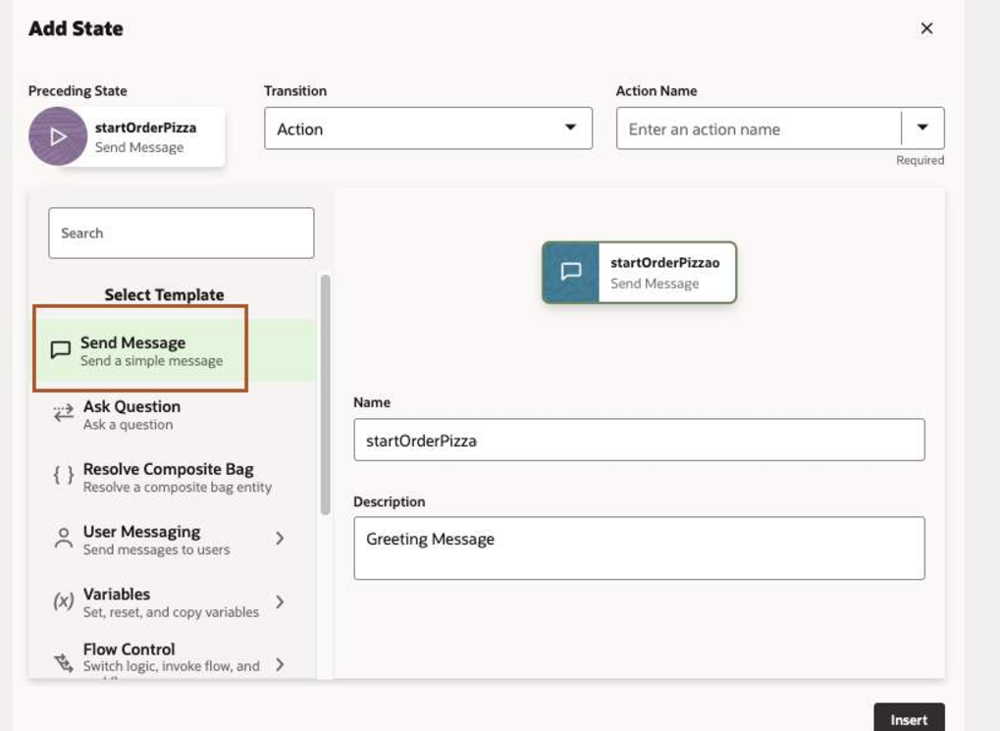 Add State
Preceding State
Transition
Action Name
startOrderPizza
Send Message
Action
Enter an action name
Required
Search
Select Template
Send Message
Send a simple message
Ask Question
Ask a question
{ } Resolve Composite Bag
Resolve a composite bag entity
User Messaging
Send messages to users
(x) Variables
Set, reset, and copy variables
Flow Control
Switch logic, invoke flow, and
startOrderPizzao
Send Message
Name
startOrderPizza
Description
Greeting Message
Insert